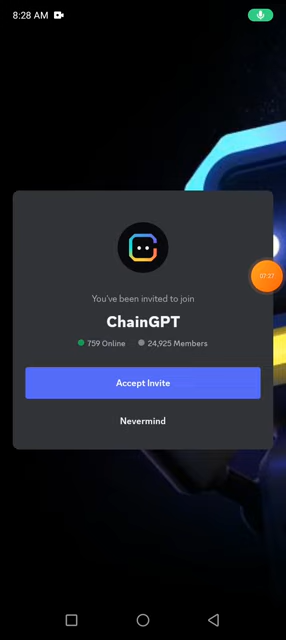 8:28 AM
07:27
You've been invited to join
ChainGPT
759 Online 24,925 Members
Accept Invite
Nevermind